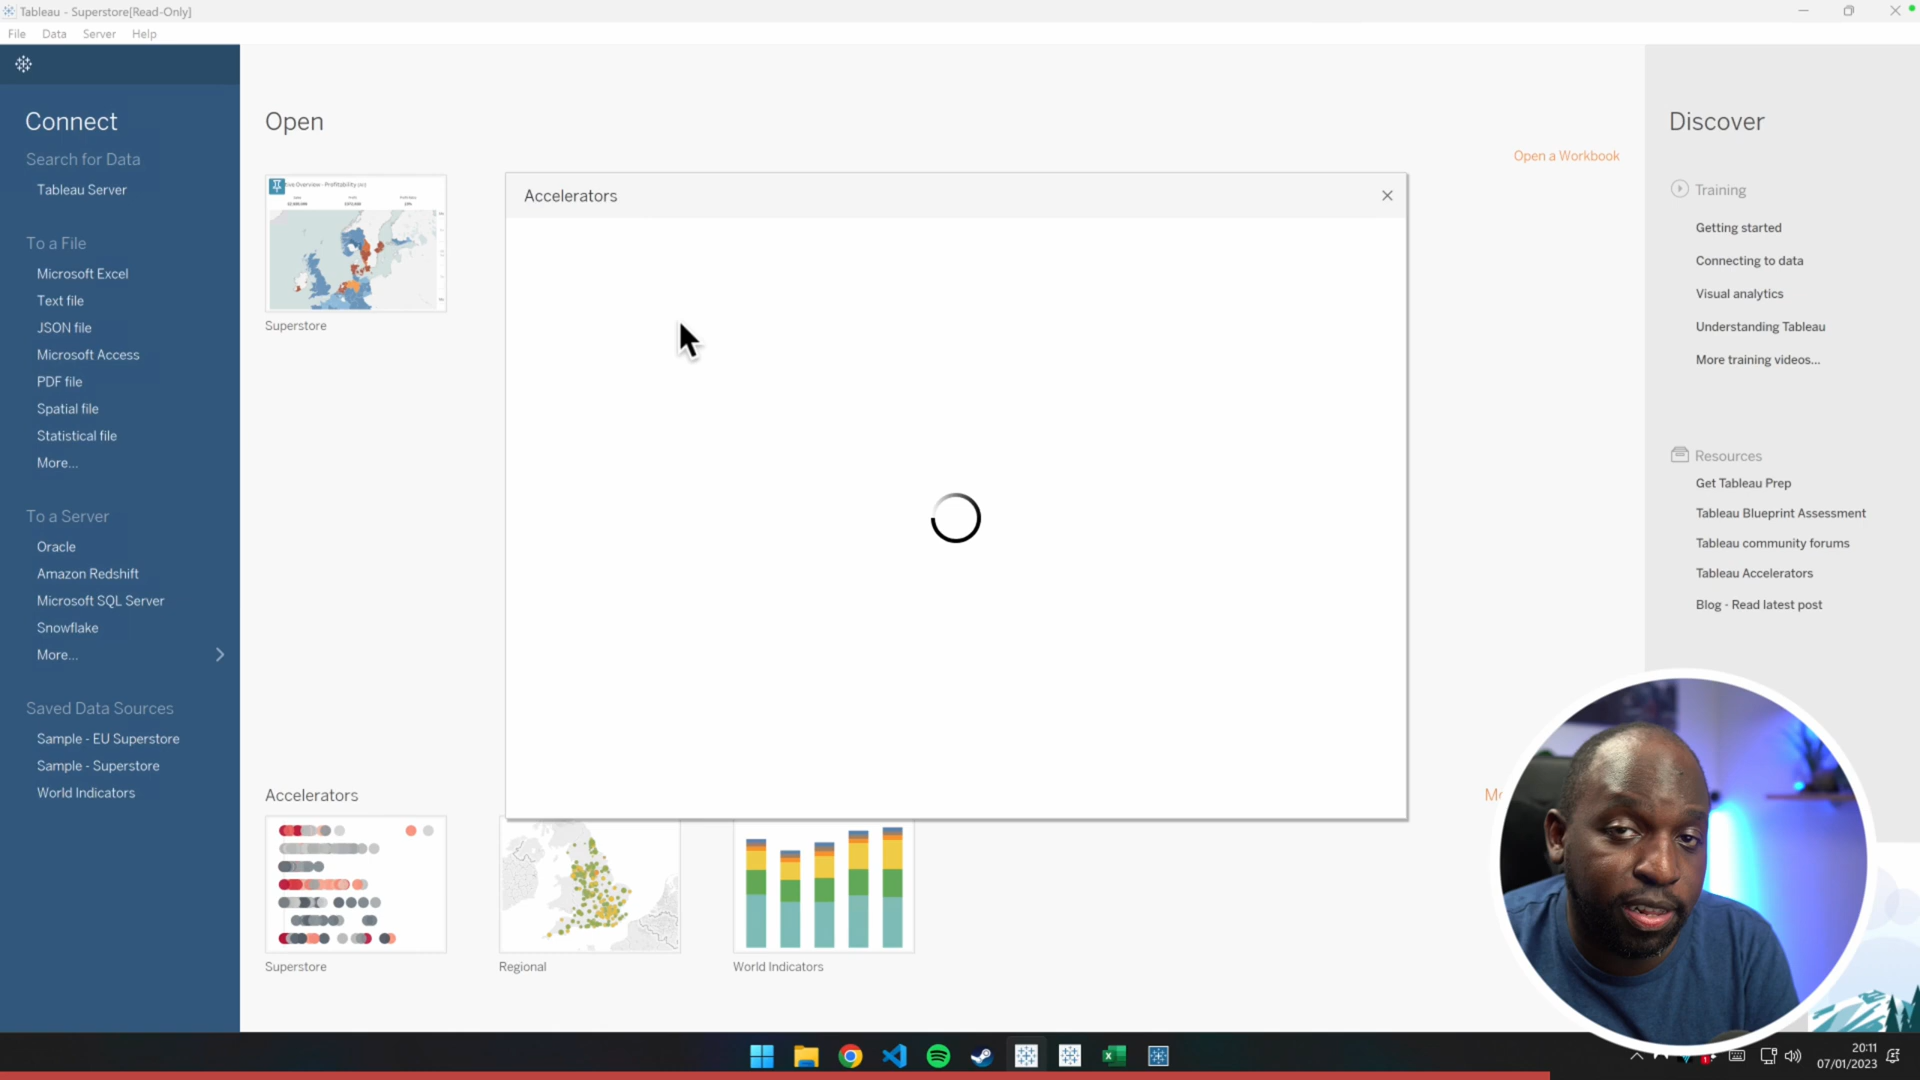 Tableau - Superstore[Read-Only]
File Data Server Help
Connect
Search for Data
Tableau Server
To a File
Microsoft Excel
Text file
JSON file
Microsoft Access
PDF file
Spatial file
Statistical file
More...
To a Server
Oracle
Amazon Redshift
Microsoft SQL Server
Snowflake
More...
Saved Data Sources
Sample - EU Superstore
Sample - Superstore
World Indicators
Open
Open a Workbook
Overview - Profitability
Superstore
Accelerators
Accelerators
Superstore
Regional
World Indicators
Discover
Training
Getting started
Connecting to data
Visual analytics
Understanding Tableau
More training videos...
Resources
Get Tableau Prep
Tableau Blueprint Assessment
Tableau community forums
Tableau Accelerators
Blog - Read latest post
20:11
07/01/2023